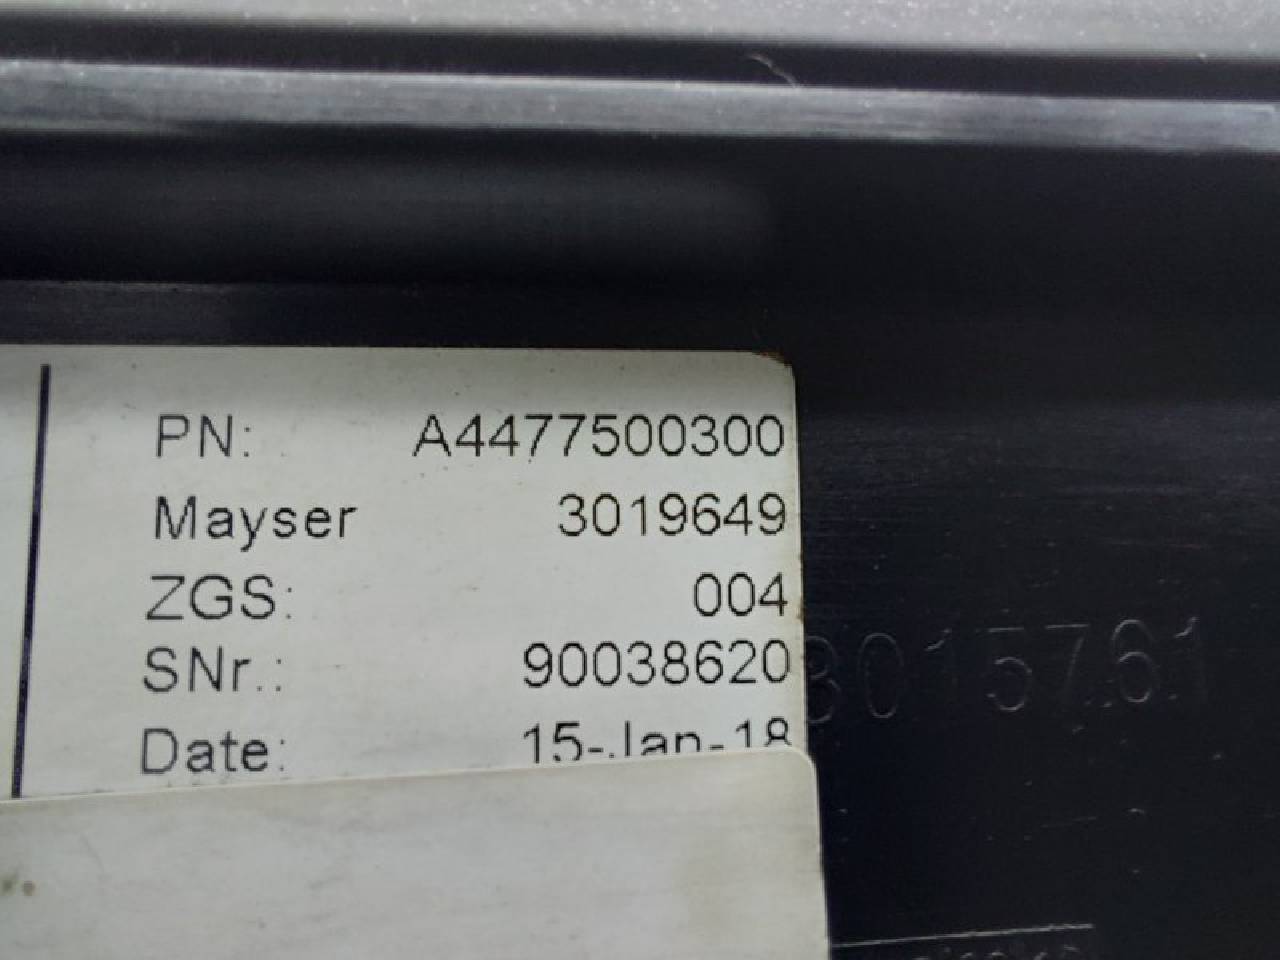 PN: A4477500300
Mayser 3019649
ZGS: 004
SNr.: 90038620
3015761
Date: 15-Jan-18